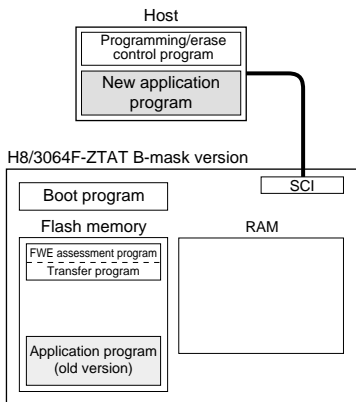 Host
Programming/erase
control program
New application
program
H8/3064F-ZTAT B-mask version
SCI
Boot program
Flash memory
RAM
FWE assessment program
Transfer program
Application program
(old version)